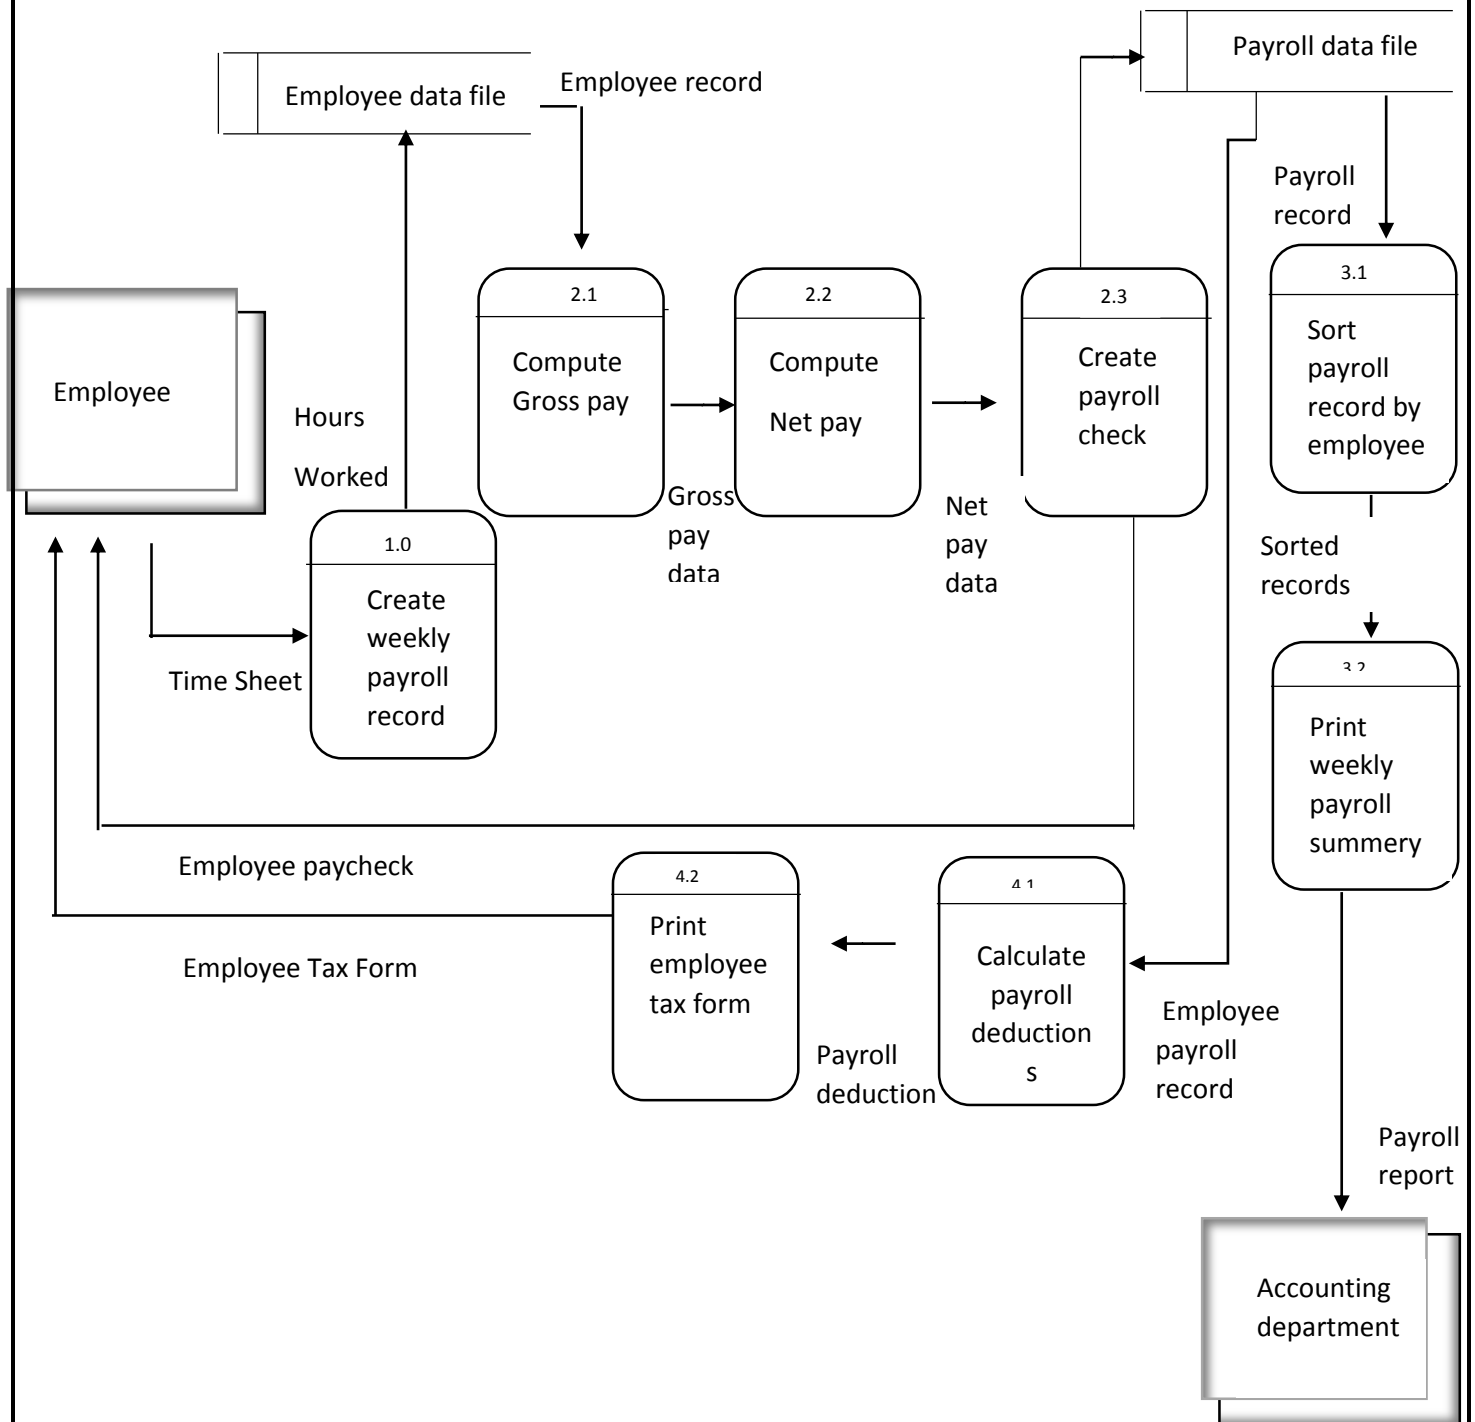 Payroll data file
Employee data file
Employee record
Payroll
record
2.1
Compute
Gross pay
2.2
Compute
Net pay
2.3
Create
payroll
check
3.1
Sort
payroll
record by
employee
Employee
Hours
Worked
Gross
pay
data
Net
pay
data
1.0
Create
weekly
payroll
record
Time Sheet
Sorted
records
3.2
Print
weekly
payroll
summery
Employee paycheck
4.2
Print
employee
tax form
4.1
Calculate
payroll
deduction
s
Employee Tax Form
Payroll
deduction
Employee
payroll
record
Payroll
report
Accounting
department